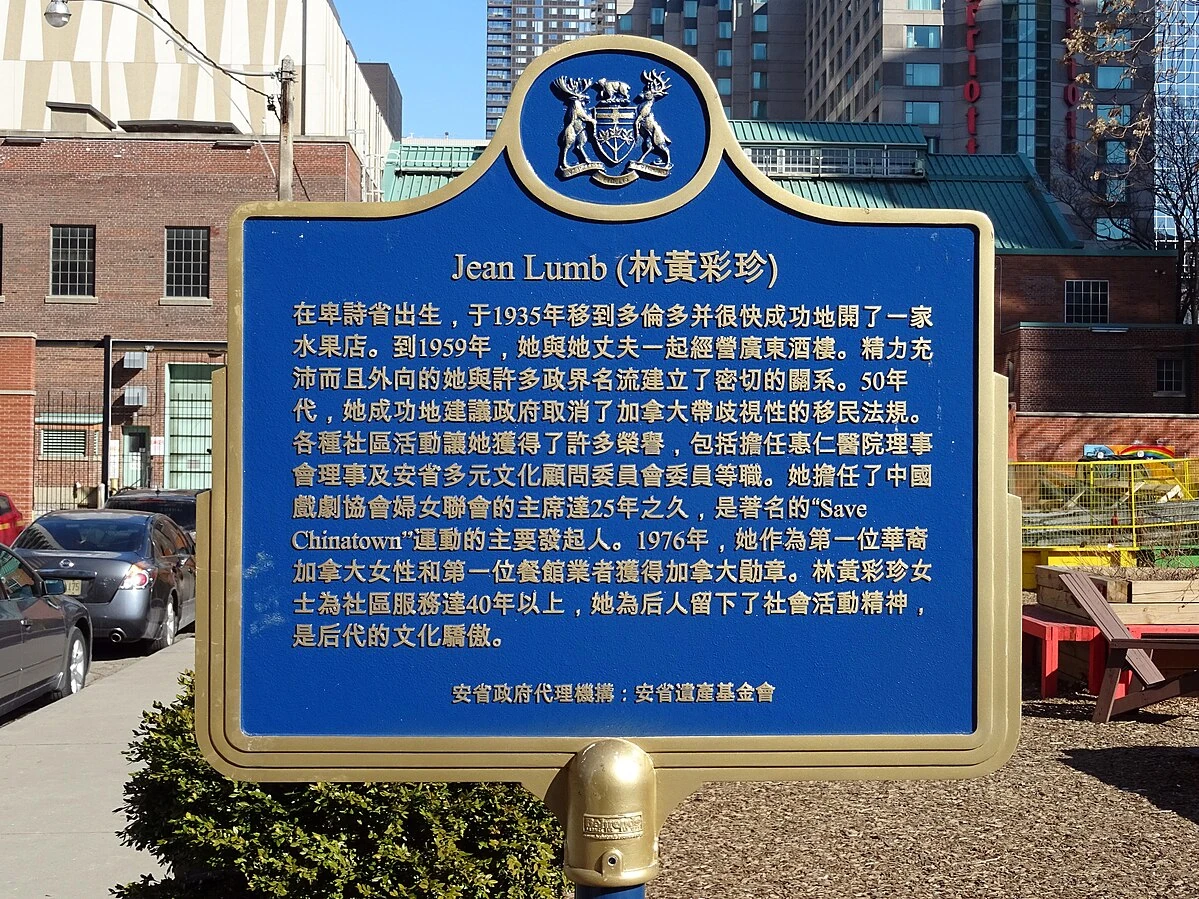 Jean Lumb (林黃彩珍)
在卑詩省出生，于1935年移到多倫多并很快成功地開了一家
水果店。到1959年，她與她丈夫一起經營廣東酒樓。精力充
沛而且外向的她與許多政界名流建立了密切的關系。50年
代，她成功地建議政府取消了加拿大帶歧視性的移民法規。
各種社區活動讓她獲得了許多榮譽，包括擔任惠仁醫院理事
會理事及安省多元文化顧問委員會委員等職。她擔任了中國
戲劇協會婦女聯會的主席達25年之久，是著名的“Save
Chinatown”運動的主要發起人。1976年，她作為第一位華裔
加拿大女性和第一位餐館業者獲得加拿大勛章。林黃彩珍女
士為社區服務達40年以上，她為后人留下了社會活動精神，
是后代的文化驕傲。
安省政府代理機搆：安省遺產基金會